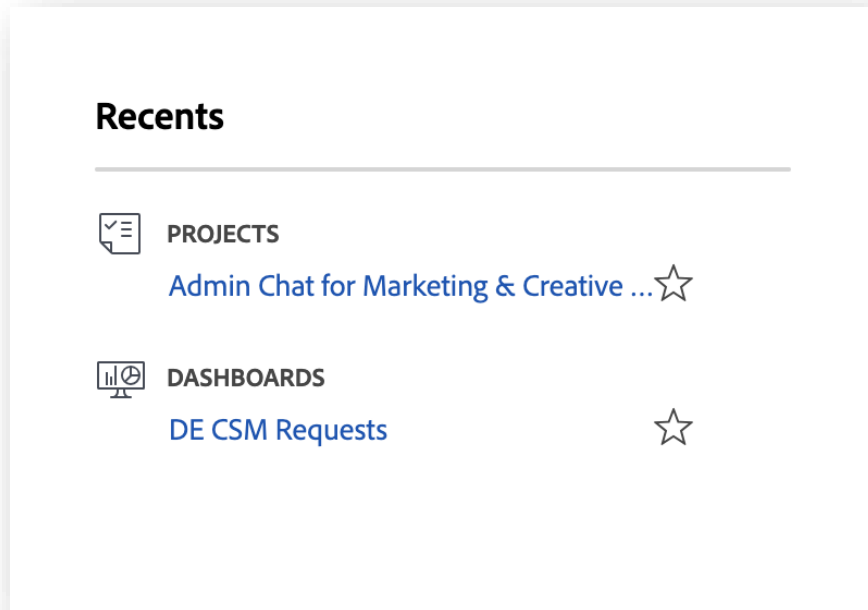 Recents
PROJECTS
Admin Chat for Marketing & Creative ...
DASHBOARDS
DE CSM Requests